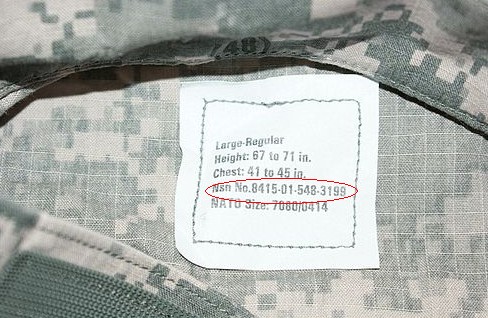 (48)
Large-Regular
Height: 67 to 71 in.
Chest: 41 to 45 in.
Nsn No.8415-01-548-3199
NATO Size: 7080/0414